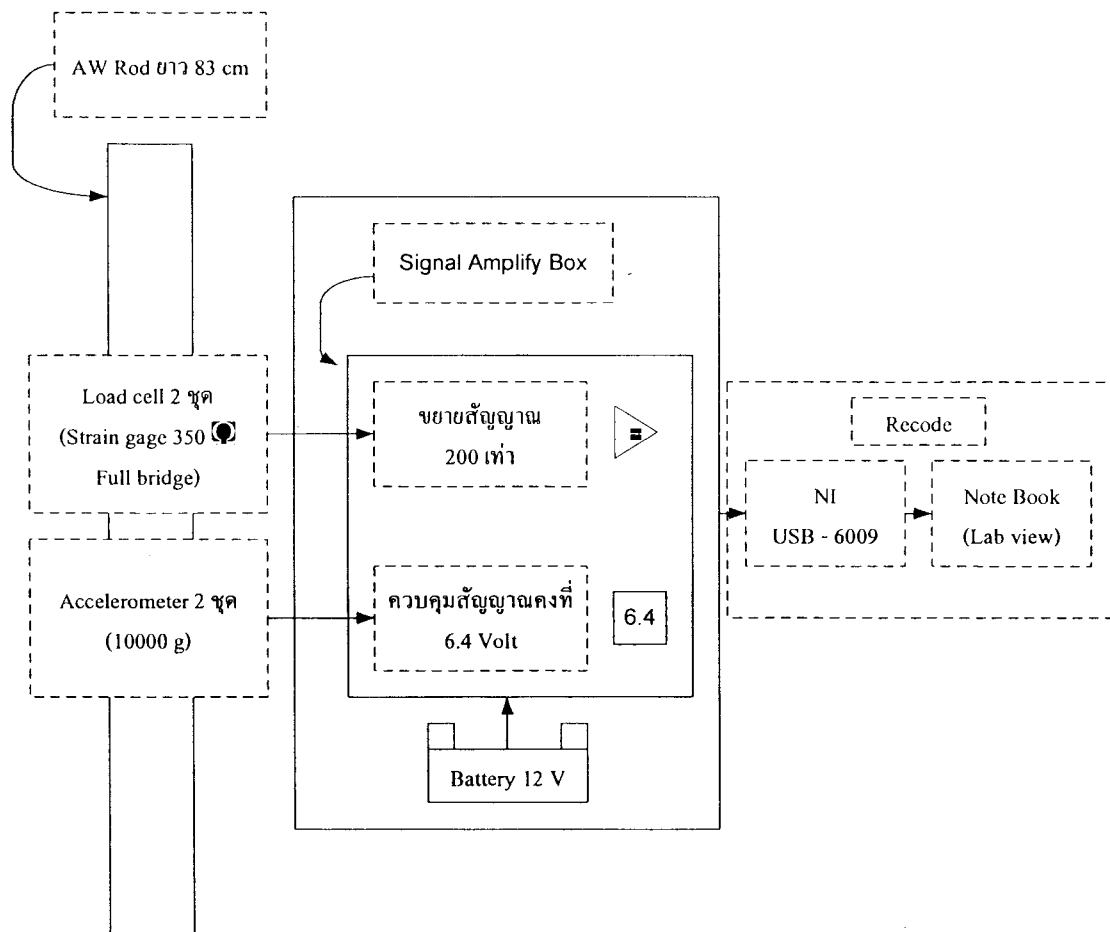 AW Rod ยาว 83 cm
Signal Amplify Box
Load cell 2 ชุด
(Strain gage 350
Full bridge)
ขยายสัญญาณ
200 เท่า
Recode
NI
USB - 6009
Note Book
(Lab view)
Accelerometer 2 ชุด
(10000 g)
ควบคุมสัญญาณคงที่
6.4 Volt
6.4
Battery 12 V